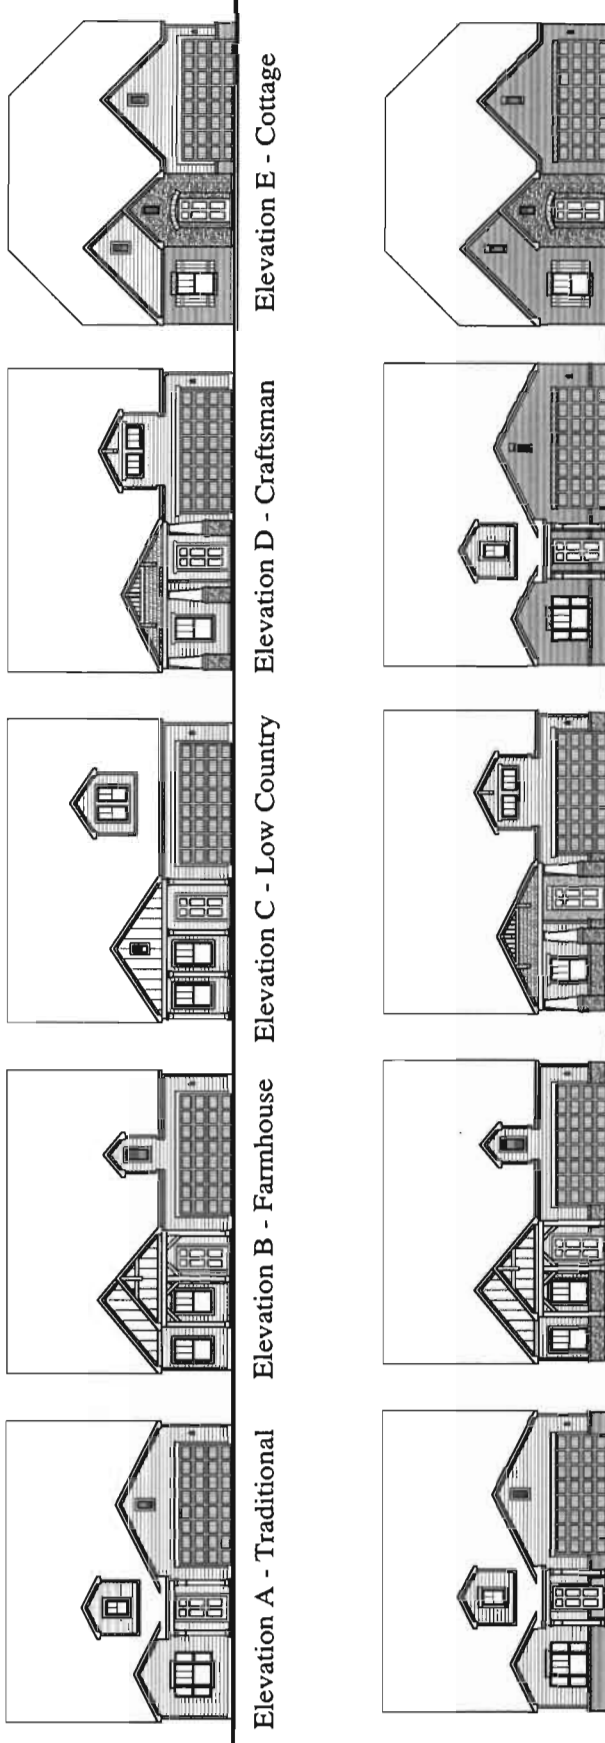 Elevation A - Traditional
Elevation B - Farmhouse
Elevation C - Low Country
Elevation D - Craftsman
Elevation E - Cottage